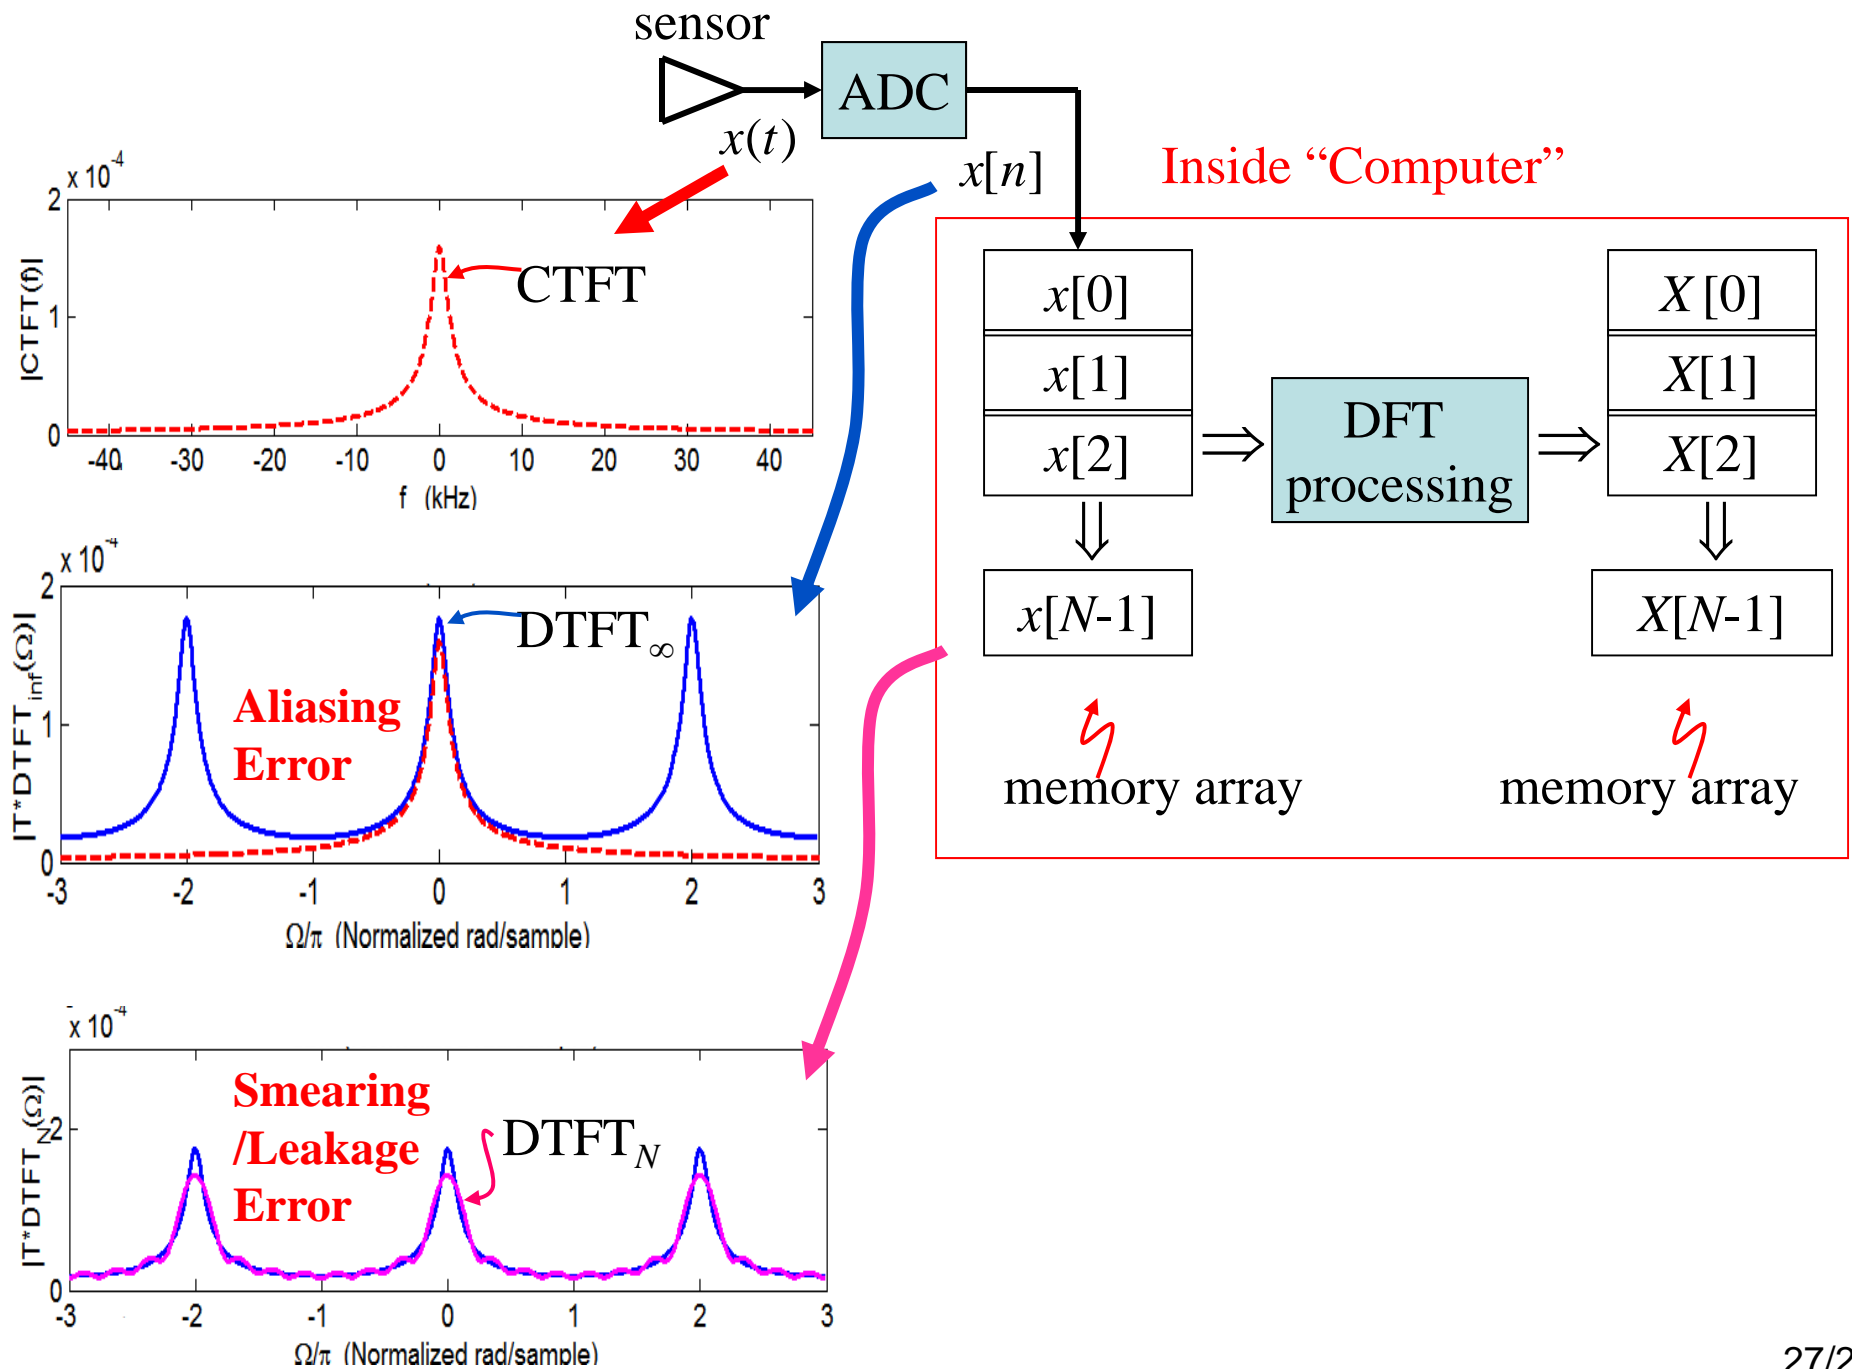 sensor
ADC
x(t)
x[n]
Inside “Computer”
x 10^-4
2
1
0
|CTFT(f)|
CTFT
-40 -30 -20 -10 0 10 20 30 40
f (kHz)
x[0]
x[1]
x[2]
x[N-1]
memory array
DFT
processing
X [0]
X[1]
X[2]
X[N-1]
memory array
x 10^-4
2
1
0
|T*DTFT_inf(Ω)|
DTFT_∞
Aliasing
Error
-3 -2 -1 0 1 2 3
Ω/π (Normalized rad/sample)
x 10^-4
2
0
|T*DTFT_N(Ω)|
Smearing
/Leakage
Error
DTFT_N
-3 -2 -1 0 1 2 3
Ω/π (Normalized rad/sample)
27/2